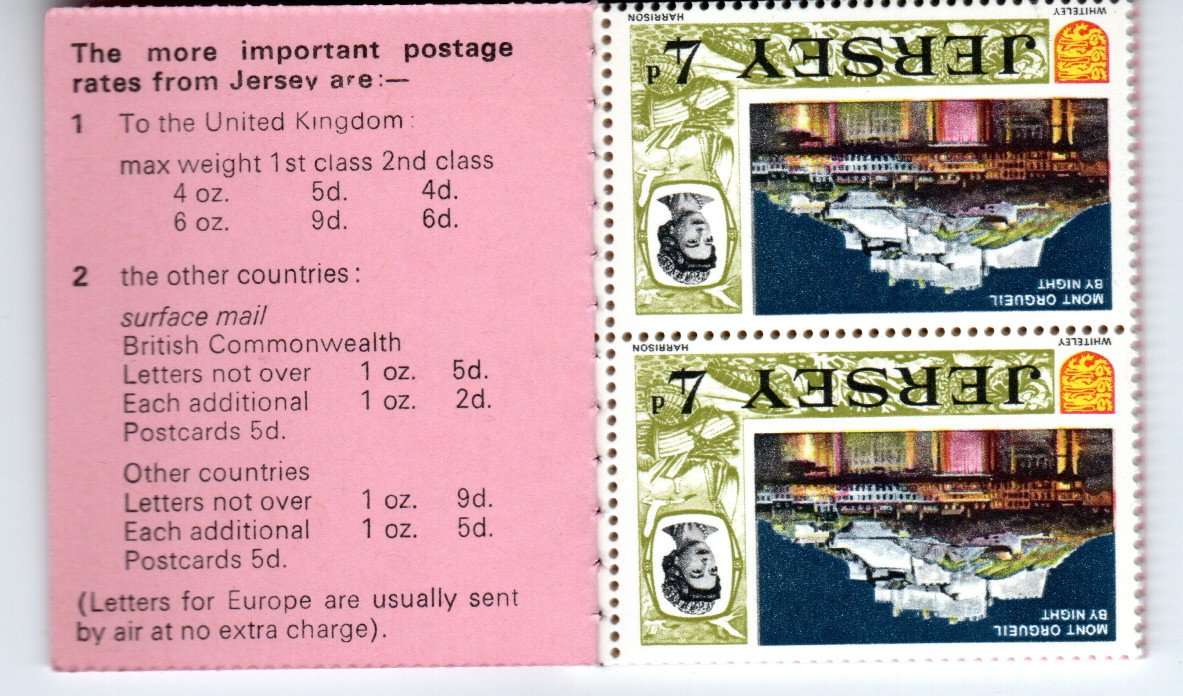 The more important postage
rates from Jersey are:—
1 To the United Kingdom:
max weight 1st class 2nd class
4 oz. 5d. 4d.
6 oz. 9d. 6d.
2 the other countries:
surface mail
British Commonwealth
Letters not over 1 oz. 5d.
Each additional 1 oz. 2d.
Postcards 5d.
Other countries
Letters not over 1 oz. 9d.
Each additional 1 oz. 5d.
Postcards 5d.
(Letters for Europe are usually sent
by air at no extra charge).
MONT ORGUEIL
BY NIGHT
JERSEY 4d
WHITELEY HARRISON
MONT ORGUEIL
BY NIGHT
JERSEY 4d
WHITELEY HARRISON